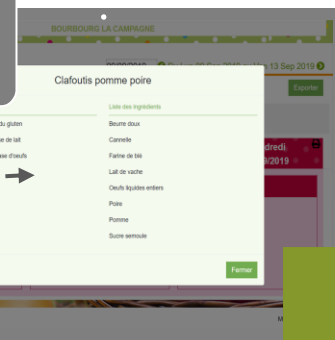 BOURBOURG LA CAMPAGNE
13 Sep 2019
Clafoutis pomme poire
Exporter
Liste des ingrédients
du gluten
Beurre doux
se de lait
Cannelle
ase d'oeufs
Farine de blé
Lait de vache
Oeufs liquides entiers
Poire
Pomme
Sucre semoule
dredi
9/2019
Fermer
M